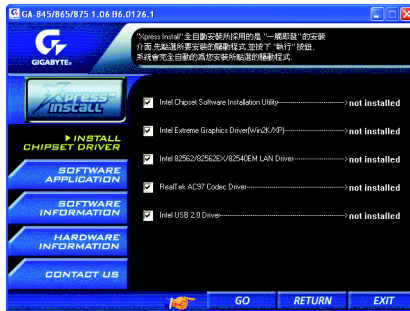 GA-845/865/875 1.06 B6.0126.1
GIGABYTE
"Xpress Install" 全自動安裝所採用的是 "一觸即發" 的安裝
介面.先點選所要安裝的驅動程式,並按下 "執行" 按鈕.
系統會完全自動的爲您安裝所點選的驅動程式.
Xpress
INSTALL
INSTALL
CHIPSET DRIVER
SOFTWARE
APPLICATION
SOFTWARE
INFORMATION
HARDWARE
INFORMATION
CONTACT US
Intel Chipset Software Installation Utility------------------------>not installed
Intel Extreme Graphics Driver(Win2K/XP)------------------------>not installed
Intel 82562/82562EX/82540EM LAN Driver------------------------>not installed
RealTek AC97 Codec Driver------------------------>not installed
Intel USB 2.0 Driver------------------------>not installed
GO
RETURN
EXIT